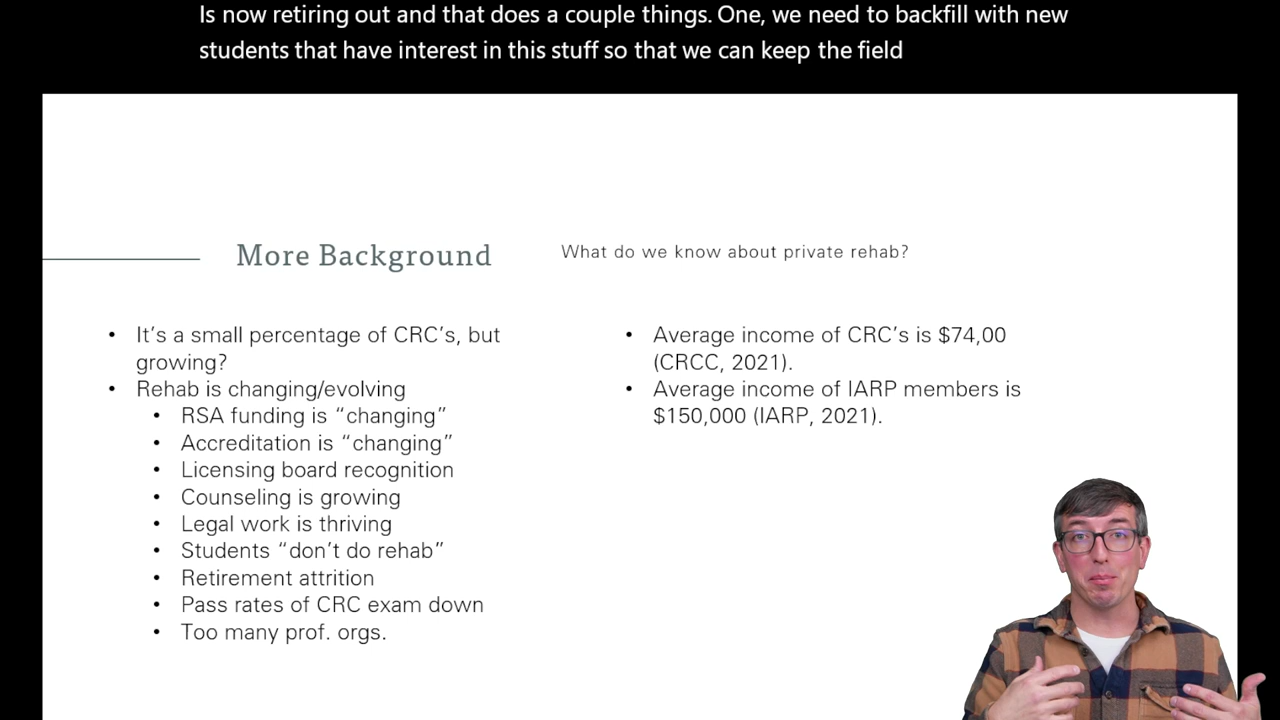 Is now retiring out and that does a couple things. One, we need to backfill with new
students that have interest in this stuff so that we can keep the field
More Background
What do we know about private rehab?
• It's a small percentage of CRC's, but
growing?
• Rehab is changing/evolving
• RSA funding is “changing”
• Accreditation is “changing”
• Licensing board recognition
• Counseling is growing
• Legal work is thriving
• Students “don't do rehab”
• Retirement attrition
• Pass rates of CRC exam down
• Too many prof. orgs.
• Average income of CRC's is $74,00
(CRCC, 2021).
• Average income of IARP members is
$150,000 (IARP, 2021).